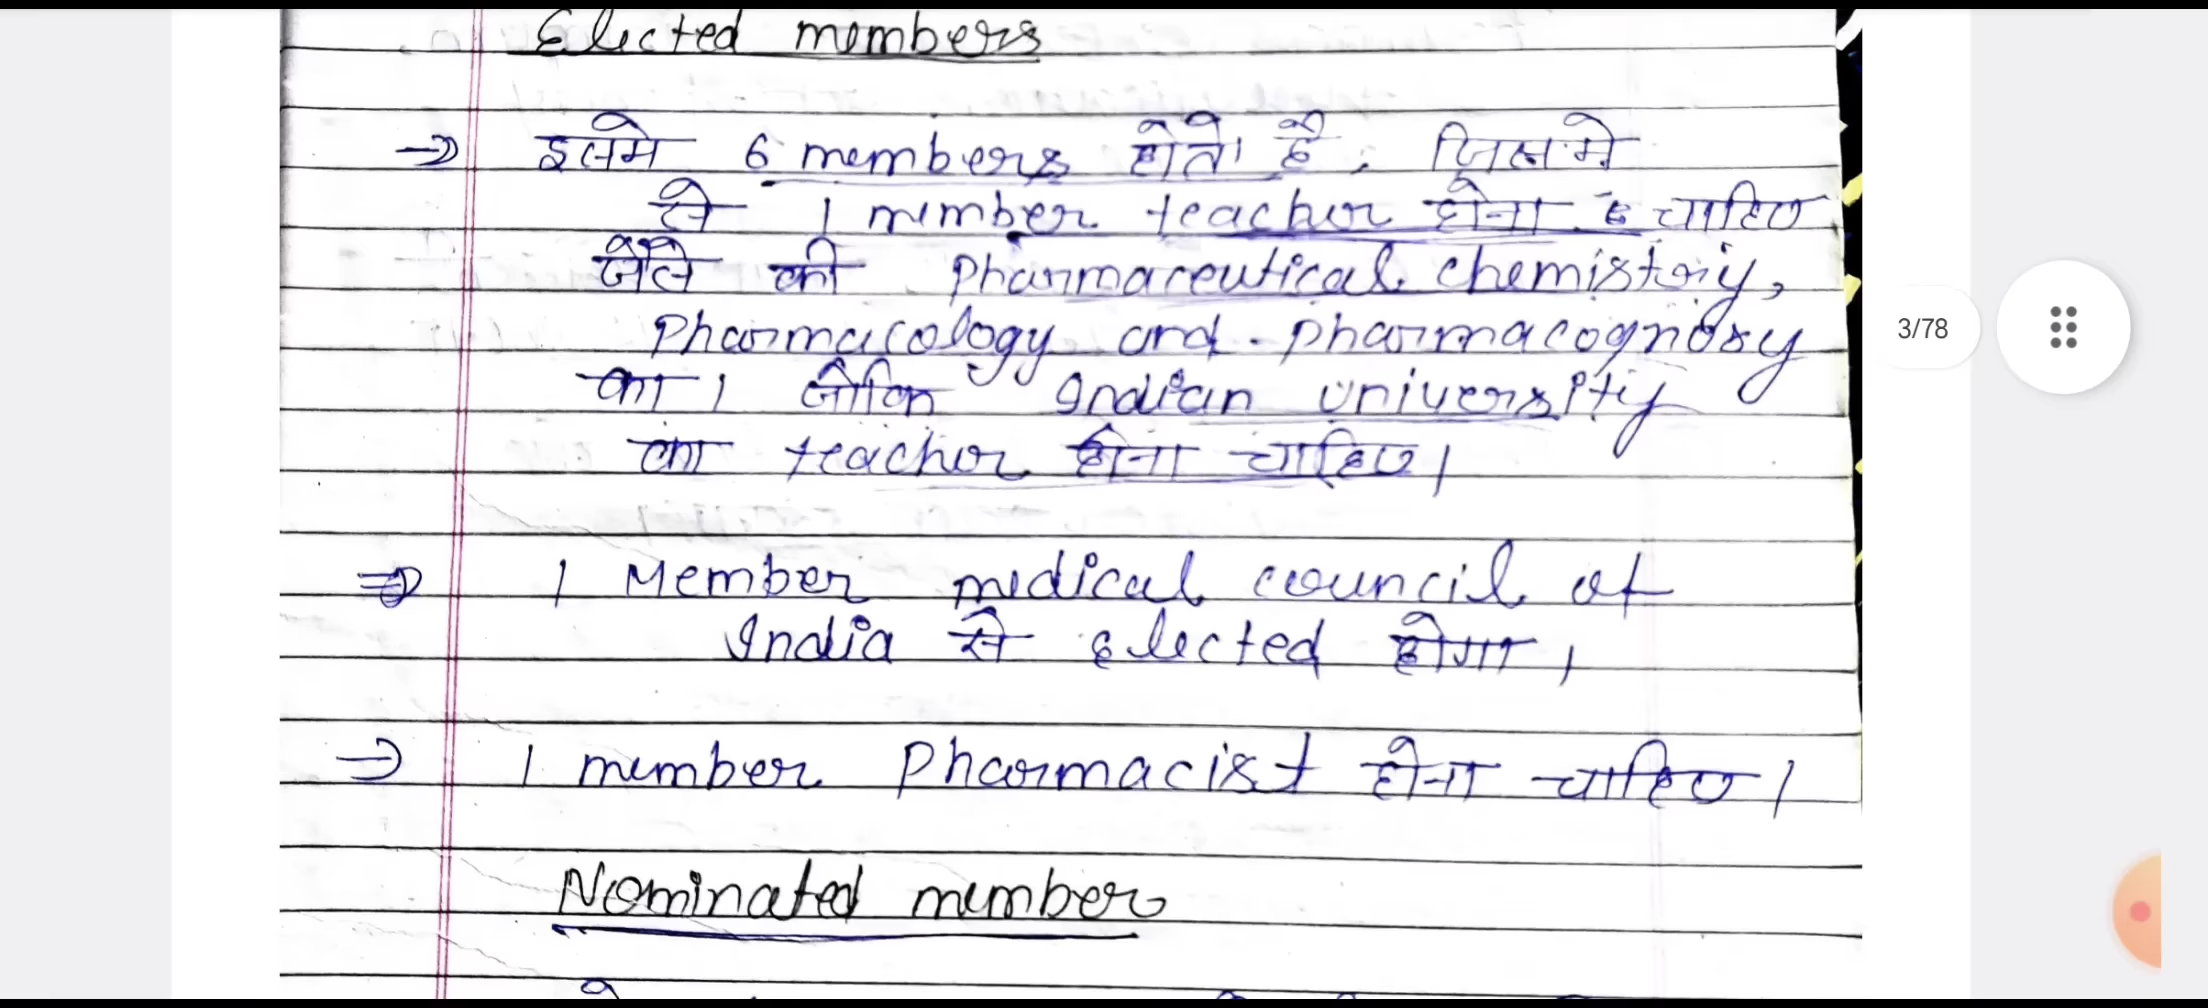 Elected members
→ इसमे 6 members होते है, जिसमे
से 1 member teacher होना चाहिए
जैसे की Pharmaceutical chemistry,
Pharmacology and pharmacognosy
का। जोकि Indian university
का teacher होना चाहिए।
3/78
⇒ 1 Member medical council of
India से elected होगा,
→ 1 member Pharmacist होना चाहिए।
Nominated member